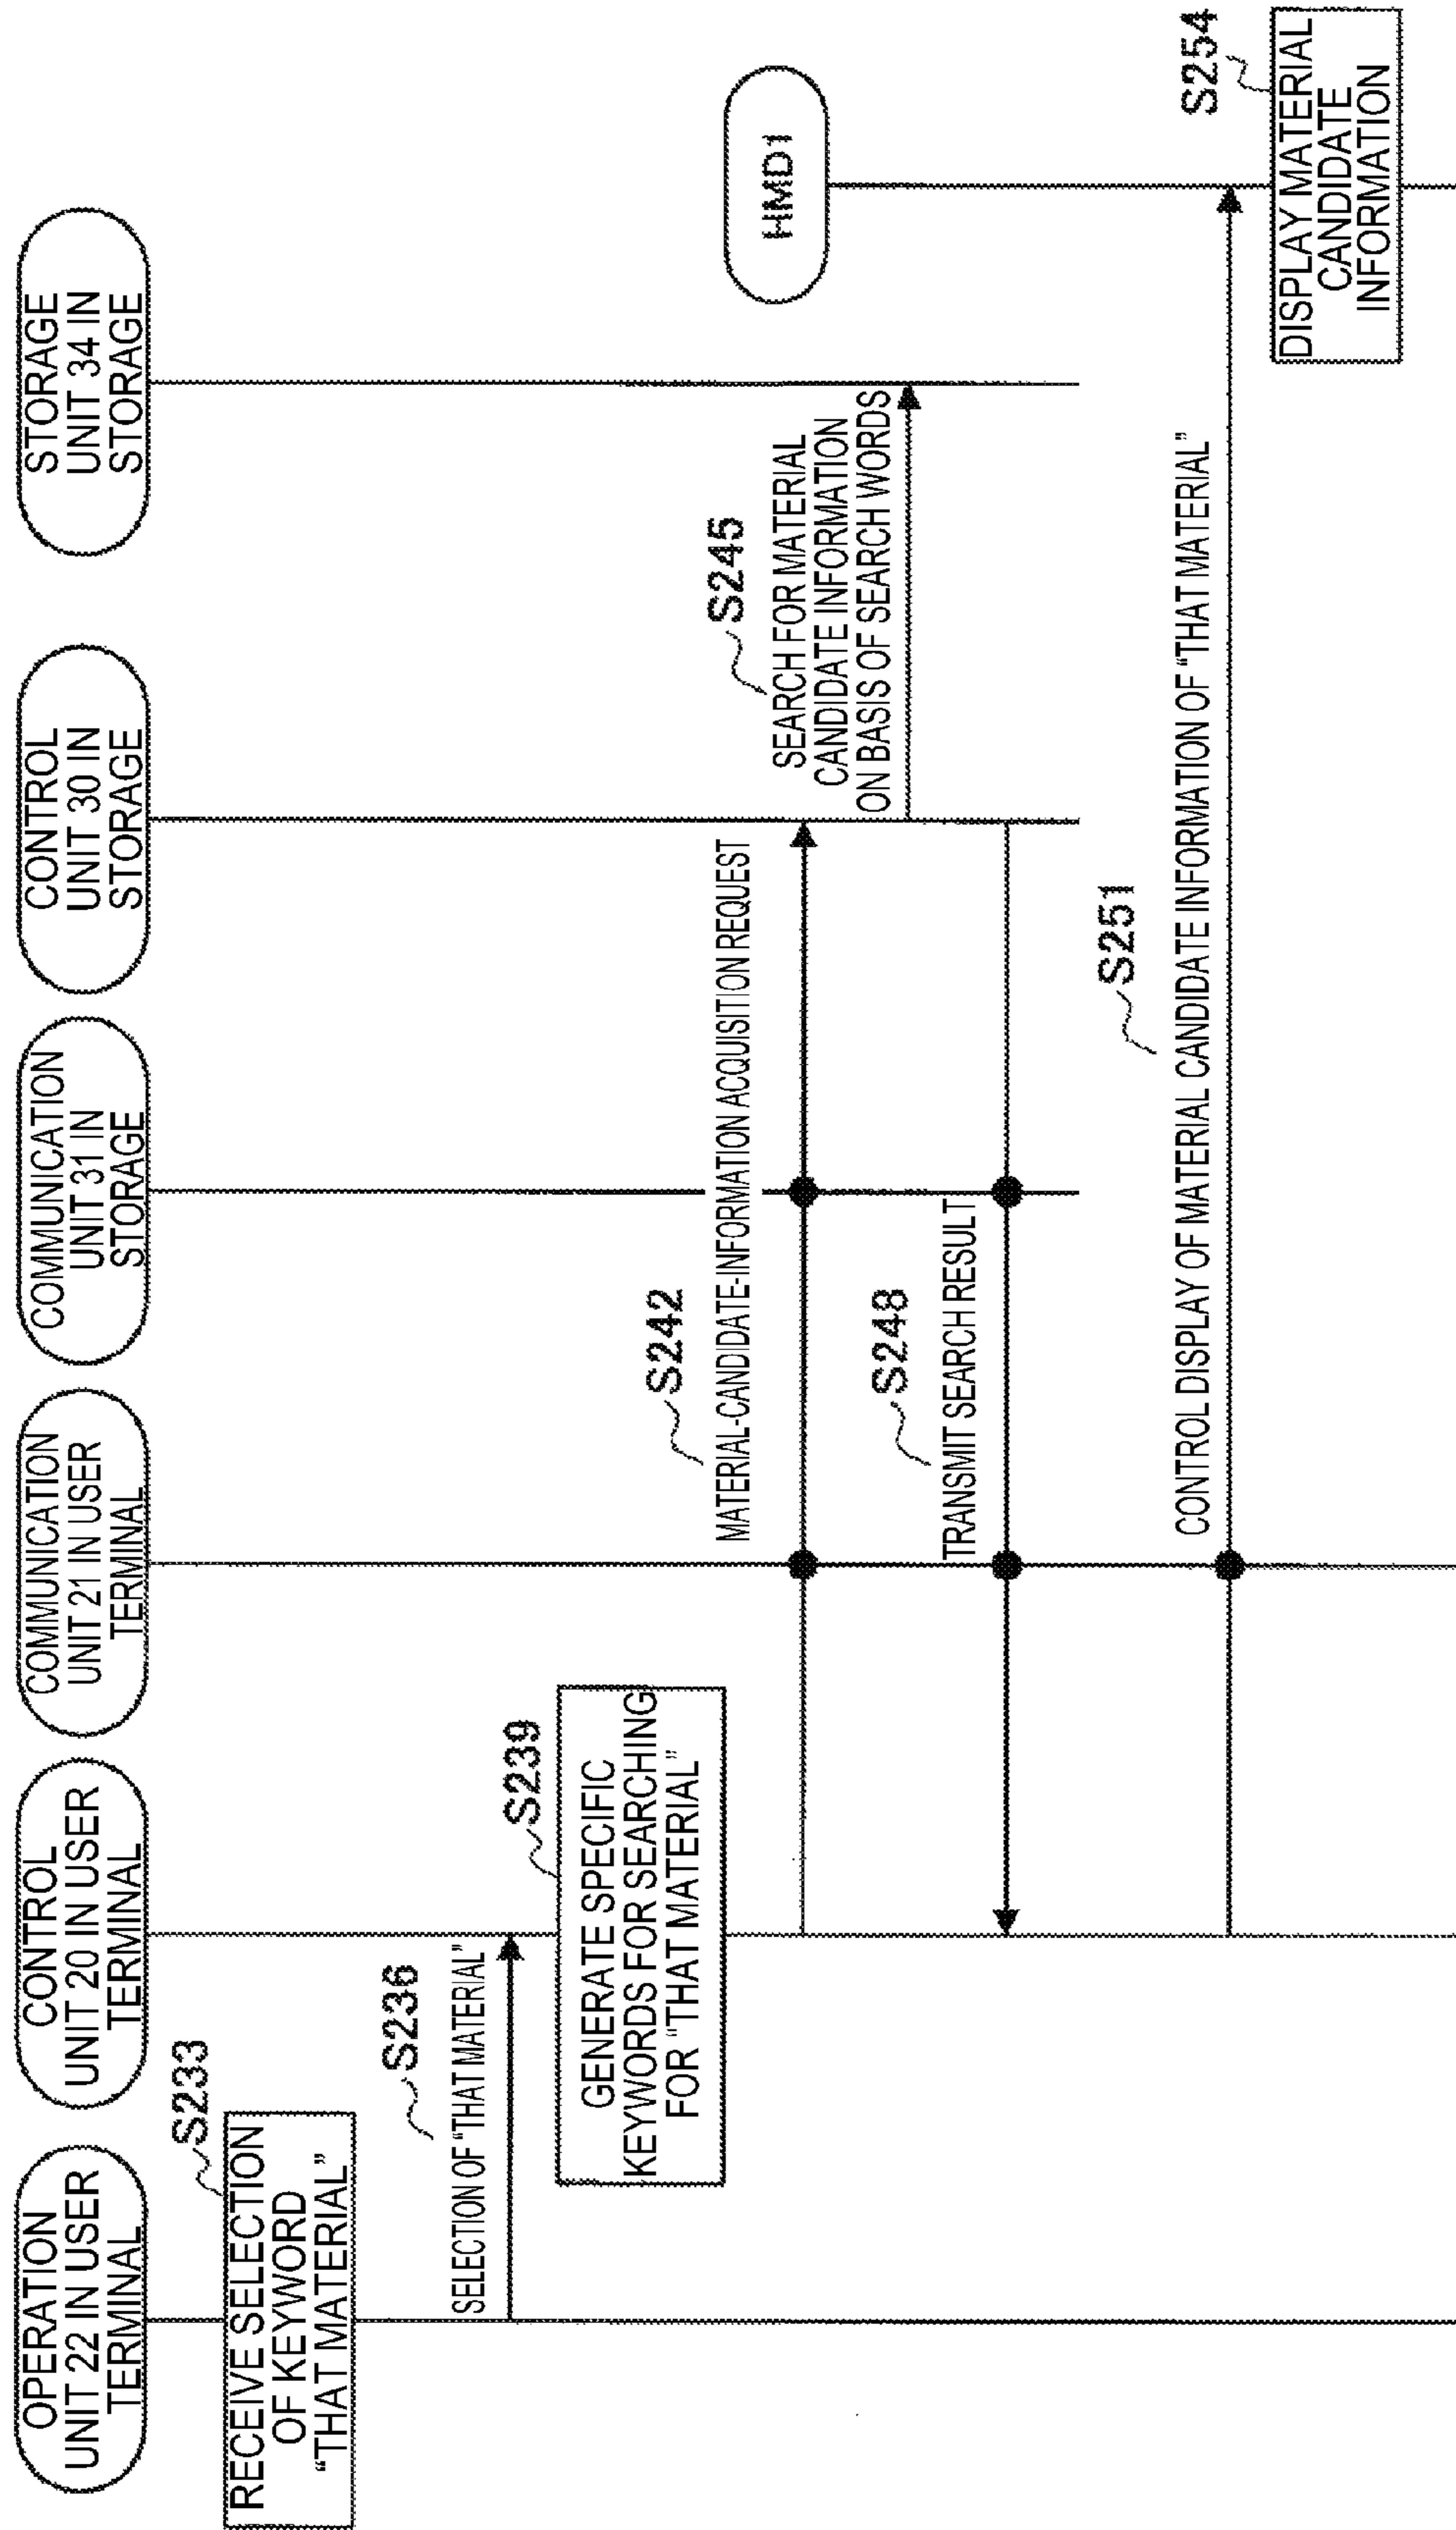 OPERATION
UNIT 22 IN USER
TERMINAL
CONTROL
UNIT 20 IN USER
TERMINAL
COMMUNICATION
UNIT 21 IN USER
TERMINAL
COMMUNICATION
UNIT 31 IN
STORAGE
CONTROL
UNIT 30 IN
STORAGE
STORAGE
UNIT 34 IN
STORAGE
S233
RECEIVE SELECTION
OF KEYWORD
“THAT MATERIAL”
S236
SELECTION OF “THAT MATERIAL”
S239
GENERATE SPECIFIC
KEYWORDS FOR SEARCHING
FOR “THAT MATERIAL”
S242
MATERIAL-CANDIDATE-INFORMATION ACQUISITION REQUEST
S245
SEARCH FOR MATERIAL
CANDIDATE INFORMATION
ON BASIS OF SEARCH WORDS
HMD1
S248
TRANSMIT SEARCH RESULT
S251
CONTROL DISPLAY OF MATERIAL CANDIDATE INFORMATION OF “THAT MATERIAL”
S254
DISPLAY MATERIAL
CANDIDATE
INFORMATION